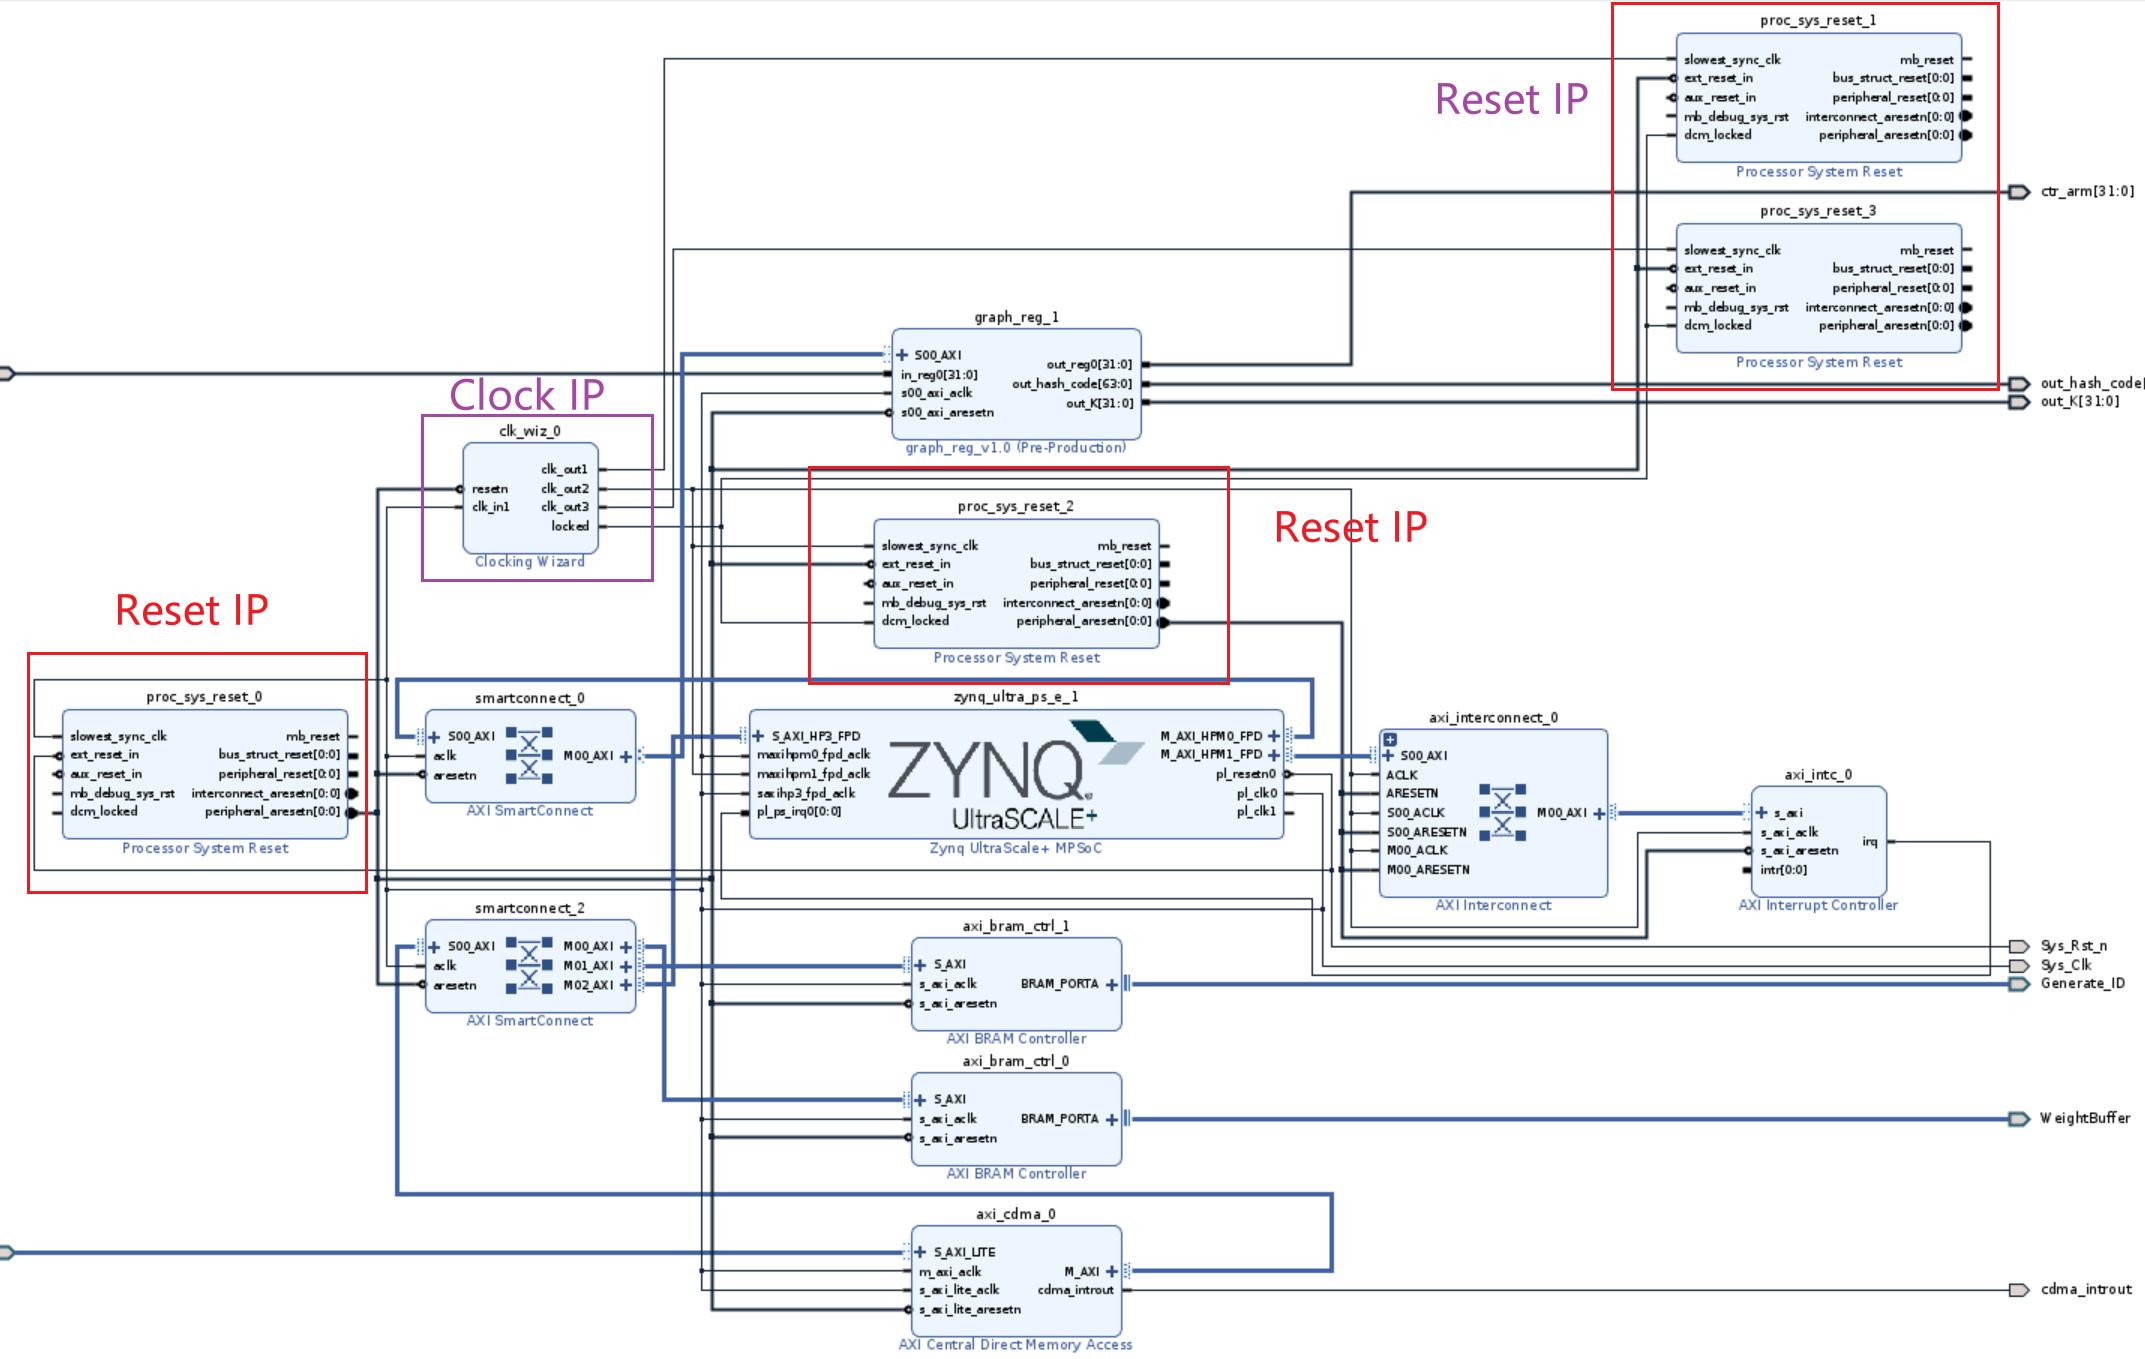 proc_sys_reset_1
slowest_sync_clk mb_reset
ext_reset_in bus_struct_reset[0:0]
aux_reset_in peripheral_reset[0:0]
mb_debug_sys_rst interconnect_aresetn[0:0]
dcm_locked peripheral_aresetn[0:0]
Processor System Reset
Reset IP
ctr_arm[31:0]
proc_sys_reset_3
slowest_sync_clk mb_reset
ext_reset_in bus_struct_reset[0:0]
aux_reset_in peripheral_reset[0:0]
mb_debug_sys_rst interconnect_aresetn[0:0]
dcm_locked peripheral_aresetn[0:0]
Processor System Reset
graph_reg_1
S00_AXI
in_reg0[31:0]
s00_axi_aclk
s00_axi_aresetn
out_reg0[31:0]
out_hash_code[63:0]
out_K[31:0]
graph_reg_v1.0 (Pre-Production)
out_hash_code[
out_K[31:0]
Clock IP
clk_wiz_0
resetn
clk_in1
clk_out1
clk_out2
clk_out3
locked
Clocking Wizard
proc_sys_reset_2
slowest_sync_clk mb_reset
ext_reset_in bus_struct_reset[0:0]
aux_reset_in peripheral_reset[0:0]
mb_debug_sys_rst interconnect_aresetn[0:0]
dcm_locked peripheral_aresetn[0:0]
Processor System Reset
Reset IP
Reset IP
proc_sys_reset_0
slowest_sync_clk mb_reset
ext_reset_in bus_struct_reset[0:0]
aux_reset_in peripheral_reset[0:0]
mb_debug_sys_rst interconnect_aresetn[0:0]
dcm_locked peripheral_aresetn[0:0]
Processor System Reset
smartconnect_0
S00_AXI
aclk
aresetn
M00_AXI
AXI SmartConnect
zynq_ultra_ps_e_1
S_AXI_HP3_FPD
maxihpm0_fpd_aclk
maxihpm1_fpd_aclk
saxihp3_fpd_aclk
pl_ps_irq0[0:0]
ZYNQ
UltraSCALE+
M_AXI_HPM0_FPD
M_AXI_HPM1_FPD
pl_resetn0
pl_clk0
pl_clk1
Zynq UltraScale+ MPSoC
axi_interconnect_0
S00_AXI
ACLK
ARESETN
S00_ACLK
S00_ARESETN
M00_ACLK
M00_ARESETN
M00_AXI
AXI Interconnect
axi_intc_0
s_axi
s_axi_aclk
s_axi_aresetn
intr[0:0]
irq
AXI Interrupt Controller
smartconnect_2
S00_AXI
aclk
aresetn
M00_AXI
M01_AXI
M02_AXI
AXI SmartConnect
axi_bram_ctrl_1
S_AXI
s_axi_aclk
s_axi_aresetn
BRAM_PORTA
AXI BRAM Controller
Sys_Rst_n
Sys_Clk
Generate_ID
axi_bram_ctrl_0
S_AXI
s_axi_aclk
s_axi_aresetn
BRAM_PORTA
AXI BRAM Controller
WeightBuffer
axi_cdma_0
S_AXI_LITE
m_axi_aclk
s_axi_lite_aclk
s_axi_lite_aresetn
M_AXI
cdma_introut
AXI Central Direct Memory Access
cdma_introut